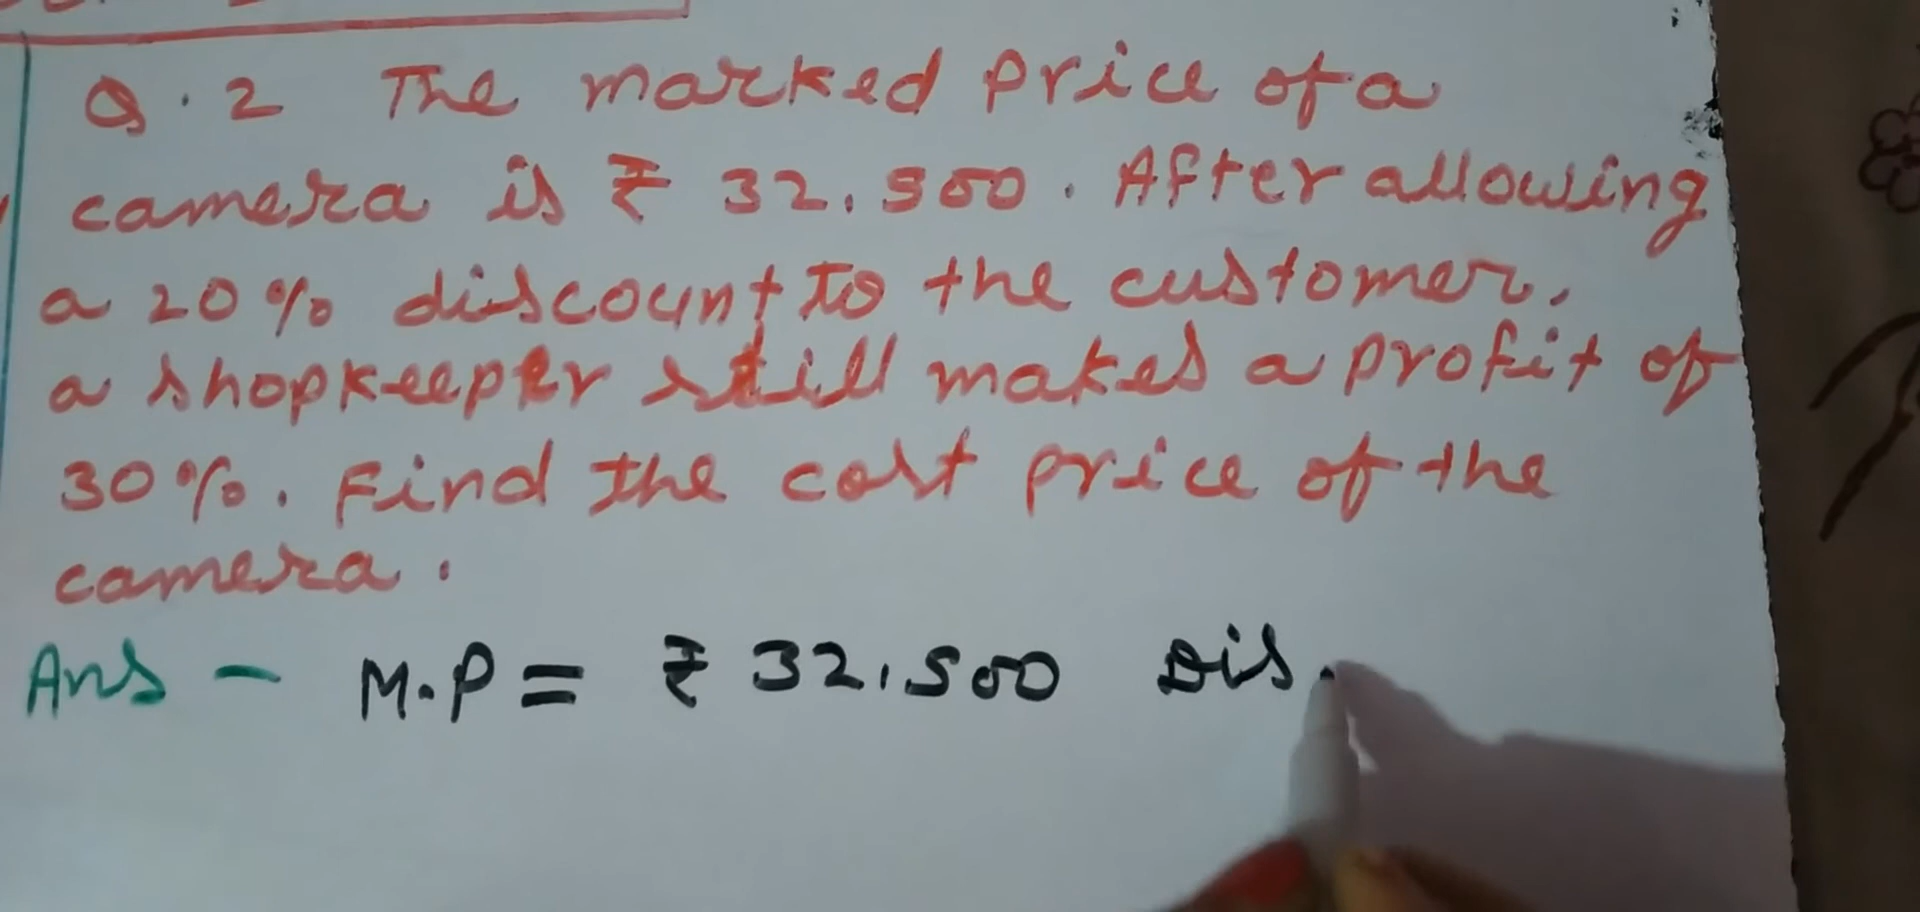 Q.2 The marked price of a
camera is ₹ 32,500. After allowing
a 20% discount to the customer,
a shopkeeper still makes a profit of
30%. Find the cost price of the
camera.
Ans - M.P = ₹ 32,500 Dis.